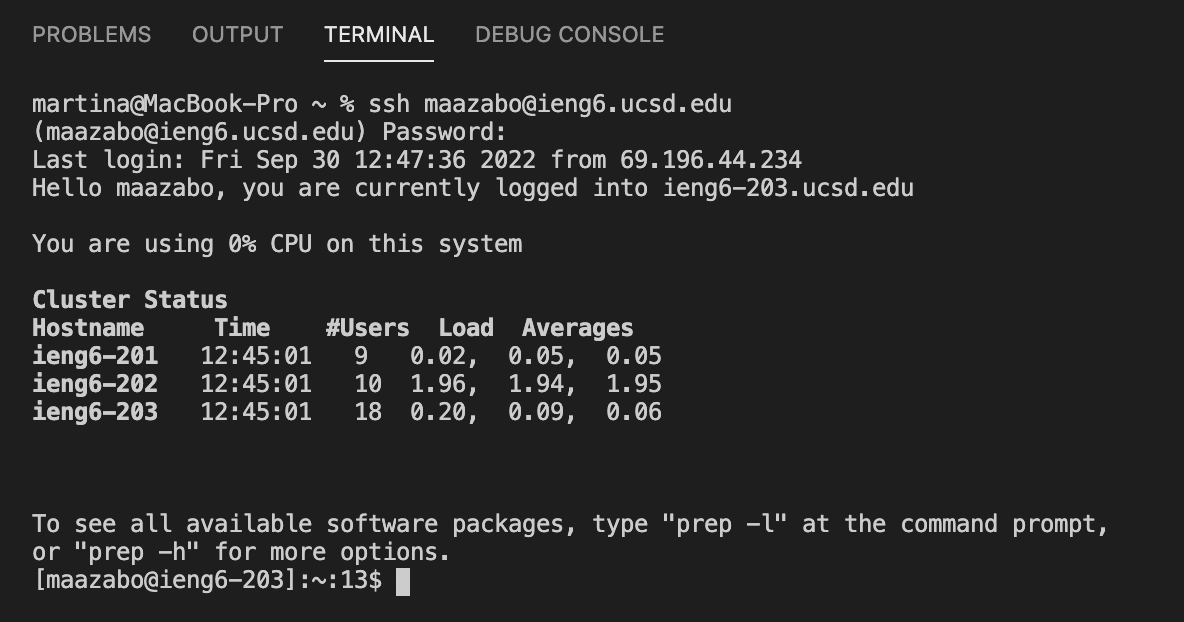 PROBLEMS OUTPUT TERMINAL DEBUG CONSOLE
martina@MacBook-Pro ~ % ssh maazabo@ieng6.ucsd.edu
(maazabo@ieng6.ucsd.edu) Password:
Last login: Fri Sep 30 12:47:36 2022 from 69.196.44.234
Hello maazabo, you are currently logged into ieng6-203.ucsd.edu
You are using 0% CPU on this system
Cluster Status
Hostname Time #Users Load Averages
ieng6-201 12:45:01 9 0.02, 0.05, 0.05
ieng6-202 12:45:01 10 1.96, 1.94, 1.95
ieng6-203 12:45:01 18 0.20, 0.09, 0.06
To see all available software packages, type "prep -l" at the command prompt,
or "prep -h" for more options.
[maazabo@ieng6-203]:~:13$